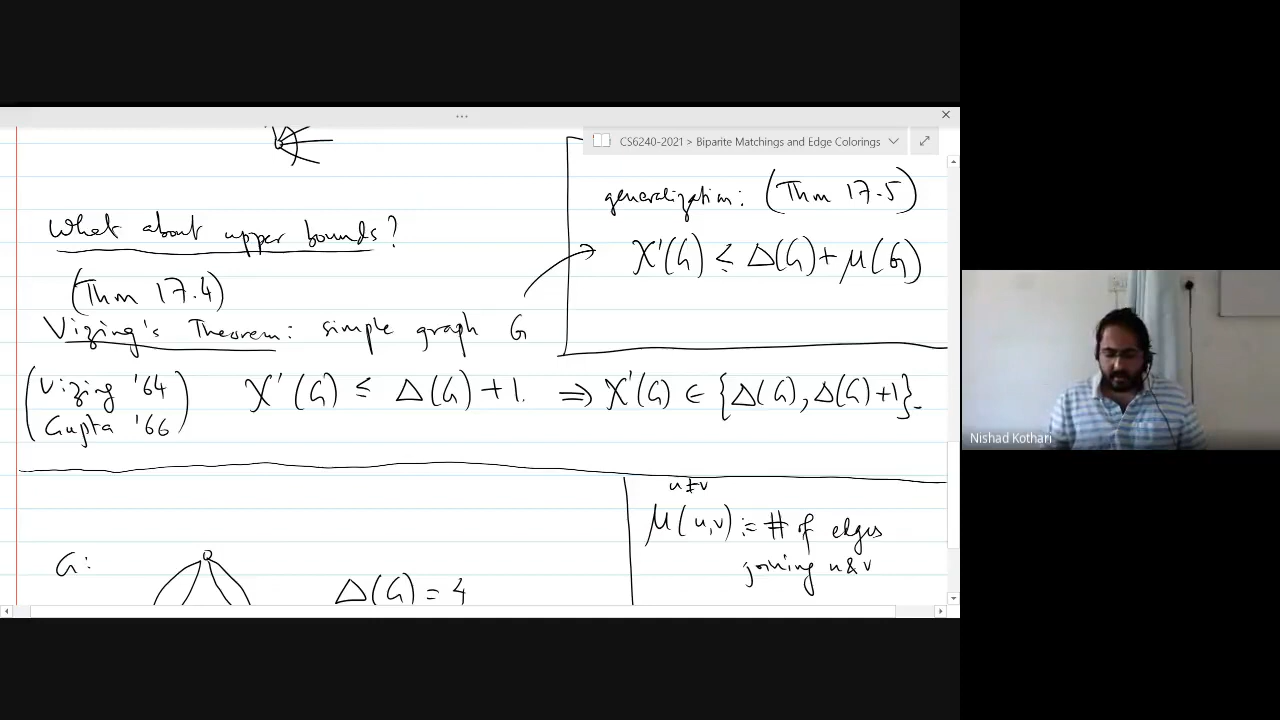 CS6240-2021 > Biparite Matchings and Edge Colorings
generalization: (Thm 17.5)
χ'(G) ≤ Δ(G) + μ(G)
What about upper bounds?
(Thm 17.4)
Vizing's Theorem: simple graph G
(Vizing '64
Gupta '66)
χ'(G) ≤ Δ(G) + 1. ⇒ χ'(G) ∈ {Δ(G), Δ(G)+1}.
u≠v
μ(u,v) := # of edges
joining u & v
G:
Δ(G) = 4
Nishad Kothari